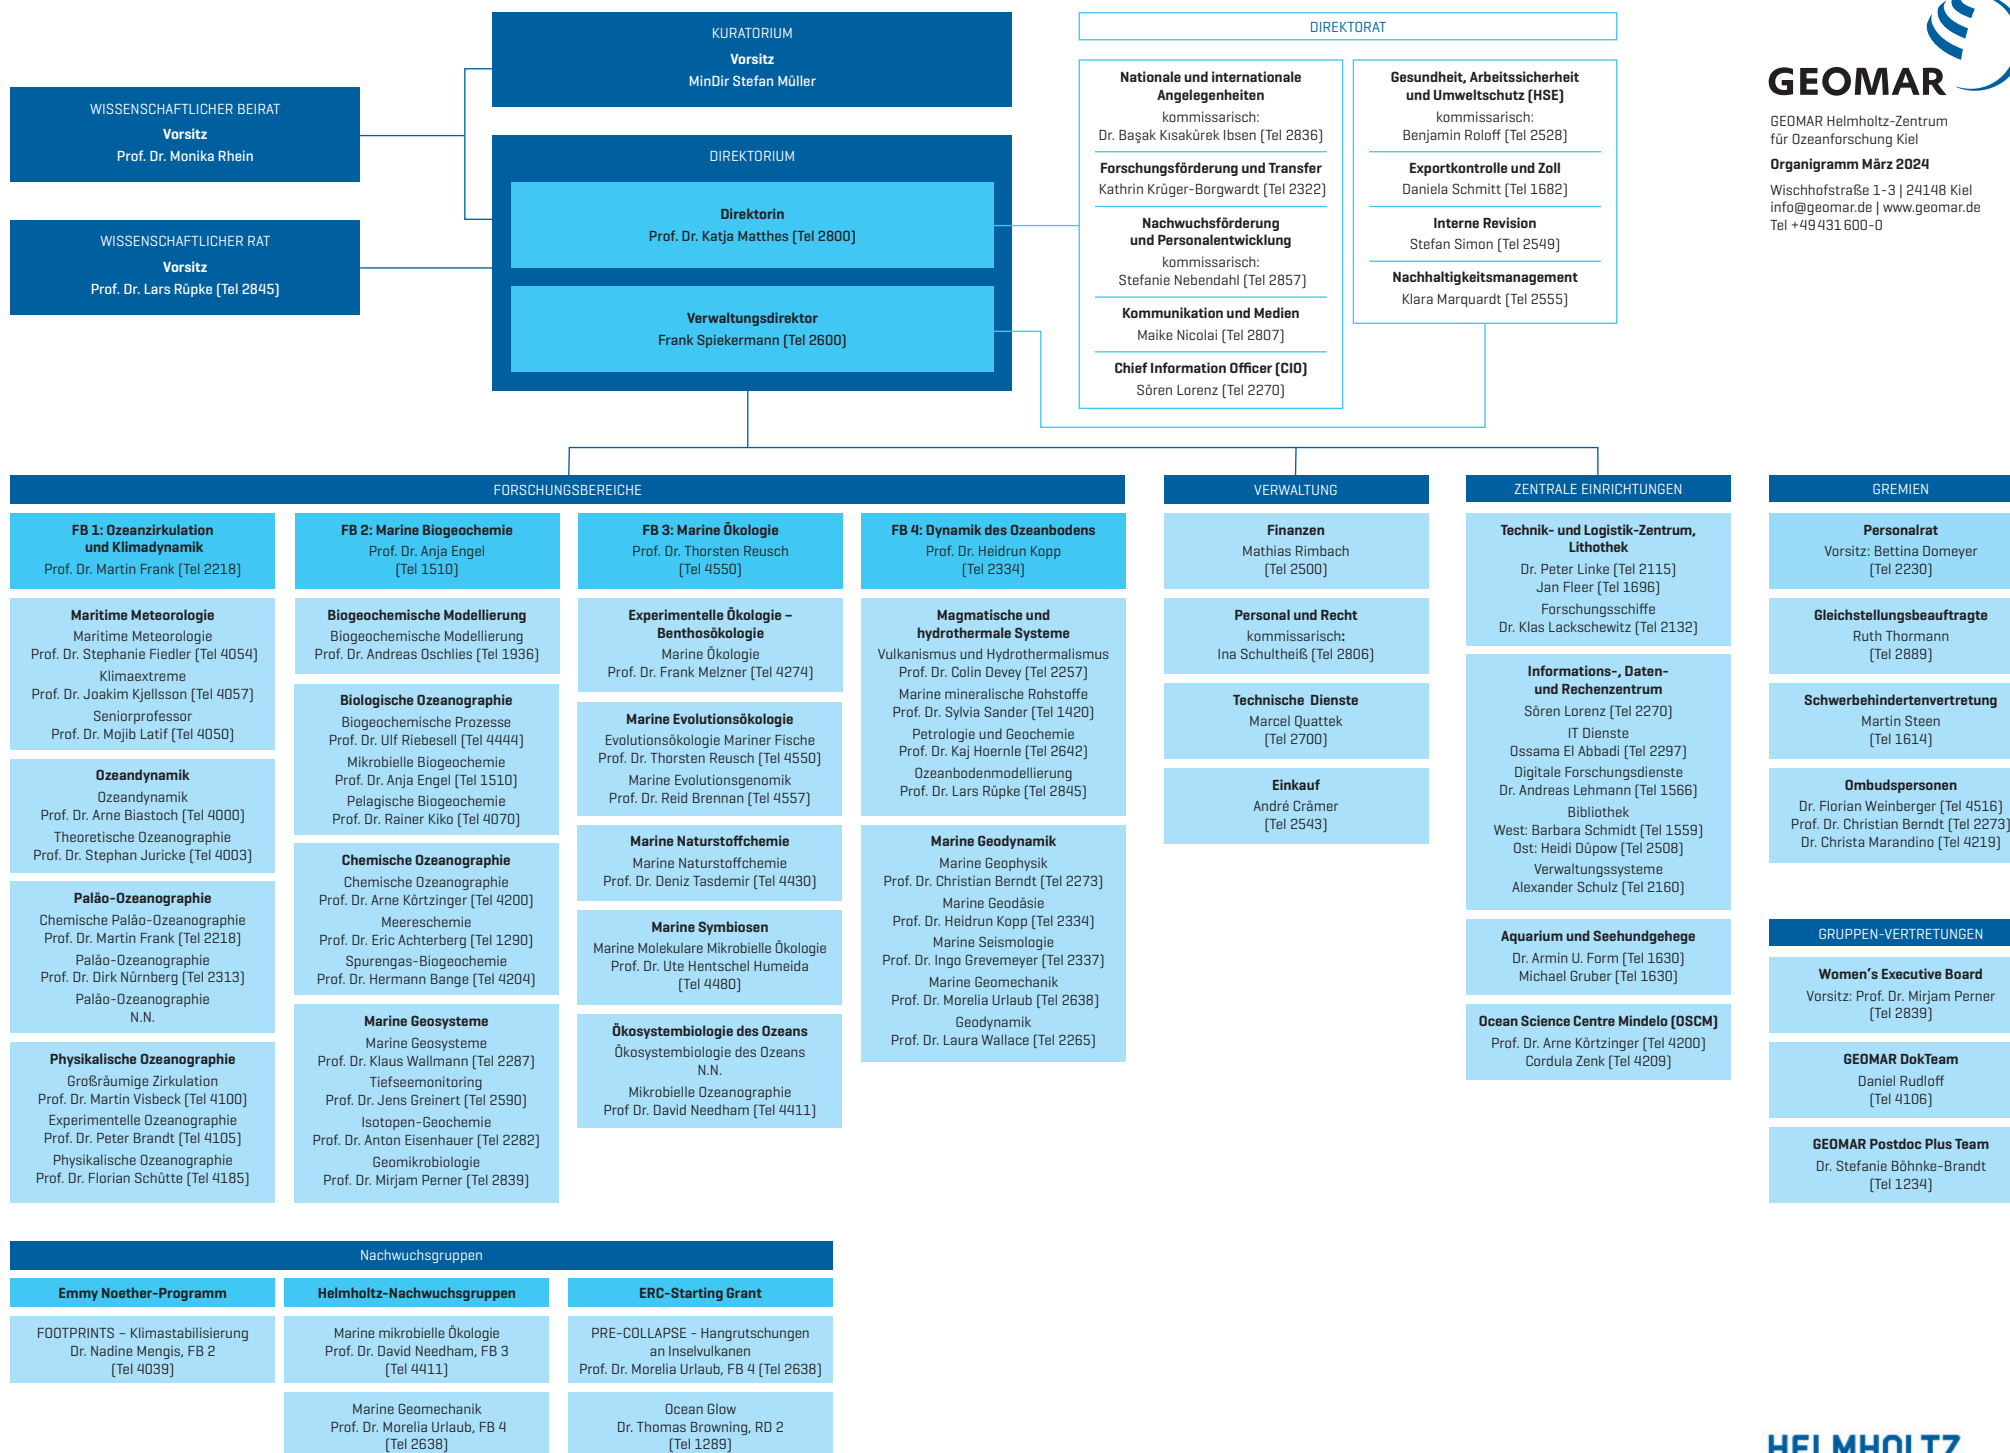 KURATORIUM
Vorsitz
MinDir Stefan Müller
WISSENSCHAFTLICHER BEIRAT
Vorsitz
Prof. Dr. Monika Rhein
WISSENSCHAFTLICHER RAT
Vorsitz
Prof. Dr. Lars Rüpke (Tel 2845)
DIREKTORIUM
Direktorin
Prof. Dr. Katja Matthes (Tel 2800)
Verwaltungsdirektor
Frank Spiekermann (Tel 2600)
DIREKTORAT
Nationale und internationale
Angelegenheiten
kommissarisch:
Dr. Başak Kısakürek Ibsen (Tel 2836)
Forschungsförderung und Transfer
Kathrin Krüger-Borgwardt (Tel 2322)
Nachwuchsförderung
und Personalentwicklung
kommissarisch:
Stefanie Nebendahl (Tel 2857)
Kommunikation und Medien
Maike Nicolai (Tel 2807)
Chief Information Officer (CIO)
Sören Lorenz (Tel 2270)
Gesundheit, Arbeitssicherheit
und Umweltschutz (HSE)
kommissarisch:
Benjamin Roloff (Tel 2528)
Exportkontrolle und Zoll
Daniela Schmitt (Tel 1682)
Interne Revision
Stefan Simon (Tel 2549)
Nachhaltigkeitsmanagement
Klara Marquardt (Tel 2555)
GEOMAR
GEOMAR Helmholtz-Zentrum
für Ozeanforschung Kiel
Organigramm März 2024
Wischhofstraße 1-3 | 24148 Kiel
info@geomar.de | www.geomar.de
Tel +49 431 600-0
FORSCHUNGSBEREICHE
FB 1: Ozeanzirkulation
und Klimadynamik
Prof. Dr. Martin Frank (Tel 2218)
Maritime Meteorologie
Maritime Meteorologie
Prof. Dr. Stephanie Fiedler (Tel 4054)
Klimaextreme
Prof. Dr. Joakim Kjellsson (Tel 4057)
Seniorprofessor
Prof. Dr. Mojib Latif (Tel 4050)
Ozeandynamik
Ozeandynamik
Prof. Dr. Arne Biastoch (Tel 4000)
Theoretische Ozeanographie
Prof. Dr. Stephan Juricke (Tel 4003)
Paläo-Ozeanographie
Chemische Paläo-Ozeanographie
Prof. Dr. Martin Frank (Tel 2218)
Paläo-Ozeanographie
Prof. Dr. Dirk Nürnberg (Tel 2313)
Paläo-Ozeanographie
N.N.
Physikalische Ozeanographie
Großräumige Zirkulation
Prof. Dr. Martin Visbeck (Tel 4100)
Experimentelle Ozeanographie
Prof. Dr. Peter Brandt (Tel 4105)
Physikalische Ozeanographie
Prof. Dr. Florian Schütte (Tel 4185)
FB 2: Marine Biogeochemie
Prof. Dr. Anja Engel
(Tel 1510)
Biogeochemische Modellierung
Biogeochemische Modellierung
Prof. Dr. Andreas Oschlies (Tel 1936)
Biologische Ozeanographie
Biogeochemische Prozesse
Prof. Dr. Ulf Riebesell (Tel 4444)
Mikrobielle Biogeochemie
Prof. Dr. Anja Engel (Tel 1510)
Pelagische Biogeochemie
Prof. Dr. Rainer Kiko (Tel 4070)
Chemische Ozeanographie
Chemische Ozeanographie
Prof. Dr. Arne Körtzinger (Tel 4200)
Meereschemie
Prof. Dr. Eric Achterberg (Tel 1290)
Spurengas-Biogeochemie
Prof. Dr. Hermann Bange (Tel 4204)
Marine Geosysteme
Marine Geosysteme
Prof. Dr. Klaus Wallmann (Tel 2287)
Tiefseemonitoring
Prof. Dr. Jens Greinert (Tel 2590)
Isotopen-Geochemie
Prof. Dr. Anton Eisenhauer (Tel 2282)
Geomikrobiologie
Prof. Dr. Mirjam Perner (Tel 2839)
FB 3: Marine Ökologie
Prof. Dr. Thorsten Reusch
(Tel 4550)
Experimentelle Ökologie –
Benthosökologie
Marine Ökologie
Prof. Dr. Frank Melzner (Tel 4274)
Marine Evolutionsökologie
Evolutionsökologie Mariner Fische
Prof. Dr. Thorsten Reusch (Tel 4550)
Marine Evolutionsgenomik
Prof. Dr. Reid Brennan (Tel 4557)
Marine Naturstoffchemie
Marine Naturstoffchemie
Prof. Dr. Deniz Tasdemir (Tel 4430)
Marine Symbiosen
Marine Molekulare Mikrobielle Ökologie
Prof. Dr. Ute Hentschel Humeida
(Tel 4480)
Ökosystembiologie des Ozeans
Ökosystembiologie des Ozeans
N.N.
Mikrobielle Ozeanographie
Prof Dr. David Needham (Tel 4411)
FB 4: Dynamik des Ozeanbodens
Prof. Dr. Heidrun Kopp
(Tel 2334)
Magmatische und
hydrothermale Systeme
Vulkanismus und Hydrothermalismus
Prof. Dr. Colin Devey (Tel 2257)
Marine mineralische Rohstoffe
Prof. Dr. Sylvia Sander (Tel 1420)
Petrologie und Geochemie
Prof. Dr. Kaj Hoernle (Tel 2642)
Ozeanbodenmodellierung
Prof. Dr. Lars Rüpke (Tel 2845)
Marine Geodynamik
Marine Geophysik
Prof. Dr. Christian Berndt (Tel 2273)
Marine Geodäsie
Prof. Dr. Heidrun Kopp (Tel 2334)
Marine Seismologie
Prof. Dr. Ingo Grevemeyer (Tel 2337)
Marine Geomechanik
Prof. Dr. Morelia Urlaub (Tel 2638)
Geodynamik
Prof. Dr. Laura Wallace (Tel 2265)
VERWALTUNG
Finanzen
Mathias Rimbach
(Tel 2500)
Personal und Recht
kommissarisch:
Ina Schultheiß (Tel 2806)
Technische Dienste
Marcel Quattek
(Tel 2700)
Einkauf
André Crämer
(Tel 2543)
ZENTRALE EINRICHTUNGEN
Technik- und Logistik-Zentrum,
Lithothek
Dr. Peter Linke (Tel 2115)
Jan Fleer (Tel 1696)
Forschungsschiffe
Dr. Klas Lackschewitz (Tel 2132)
Informations-, Daten-
und Rechenzentrum
Sören Lorenz (Tel 2270)
IT Dienste
Ossama El Abbadi (Tel 2297)
Digitale Forschungsdienste
Dr. Andreas Lehmann (Tel 1566)
Bibliothek
West: Barbara Schmidt (Tel 1559)
Ost: Heidi Düpow (Tel 2508)
Verwaltungssysteme
Alexander Schulz (Tel 2160)
Aquarium und Seehundgehege
Dr. Armin U. Form (Tel 1630)
Michael Gruber (Tel 1630)
Ocean Science Centre Mindelo (OSCM)
Prof. Dr. Arne Körtzinger (Tel 4200)
Cordula Zenk (Tel 4209)
GREMIEN
Personalrat
Vorsitz: Bettina Domeyer
(Tel 2230)
Gleichstellungsbeauftragte
Ruth Thormann
(Tel 2889)
Schwerbehindertenvertretung
Martin Steen
(Tel 1614)
Ombudspersonen
Dr. Florian Weinberger (Tel 4516)
Prof. Dr. Christian Berndt (Tel 2273)
Dr. Christa Marandino (Tel 4219)
GRUPPEN-VERTRETUNGEN
Women's Executive Board
Vorsitz: Prof. Dr. Mirjam Perner
(Tel 2839)
GEOMAR DokTeam
Daniel Rudloff
(Tel 4106)
GEOMAR Postdoc Plus Team
Dr. Stefanie Böhnke-Brandt
(Tel 1234)
Nachwuchsgruppen
Emmy Noether-Programm
FOOTPRINTS – Klimastabilisierung
Dr. Nadine Mengis, FB 2
(Tel 4039)
Helmholtz-Nachwuchsgruppen
Marine mikrobielle Ökologie
Prof. Dr. David Needham, FB 3
(Tel 4411)
Marine Geomechanik
Prof. Dr. Morelia Urlaub, FB 4
(Tel 2638)
ERC-Starting Grant
PRE-COLLAPSE - Hangrutschungen
an Inselvulkanen
Prof. Dr. Morelia Urlaub, FB 4 (Tel 2638)
Ocean Glow
Dr. Thomas Browning, RD 2
(Tel 1289)
HELMHOLTZ